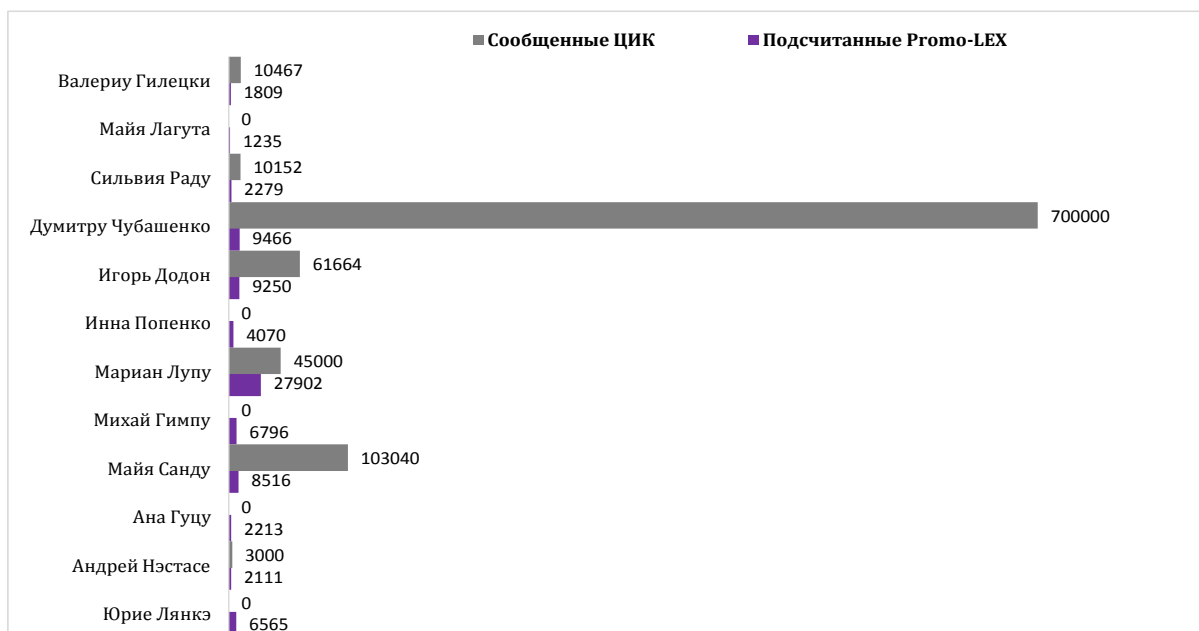 Сообщенные ЦИК Подсчитанные Promo-LEX
10467
Валериу Гилецки
1809
0
Майя Лагута
1235
10152
Сильвия Раду
2279
700000
Думитру Чубашенко
9466
61664
Игорь Додон
9250
0
Инна Попенко
4070
45000
Мариан Лупу
27902
0
Михай Гимпу
6796
103040
Майя Санду
8516
0
Ана Гуцу
2213
3000
Андрей Нэстасе
2111
0
Юрие Лянкэ
6565